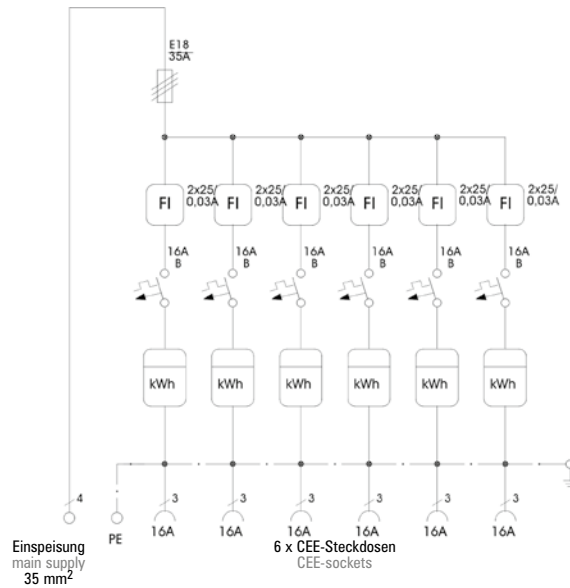 E18
35A
FI 2x25/ 0,03A FI 2x25/ 0,03A FI 2x25/ 0,03A FI 2x25/ 0,03A FI 2x25/ 0,03A FI 2x25/ 0,03A
16A 16A 16A 16A 16A 16A
B B B B B B
kWh kWh kWh kWh kWh kWh
4 3 3 3 3 3 3
PE 16A 16A 16A 16A 16A 16A
Einspeisung
main supply
35 mm²
6 x CEE-Steckdosen
CEE-sockets